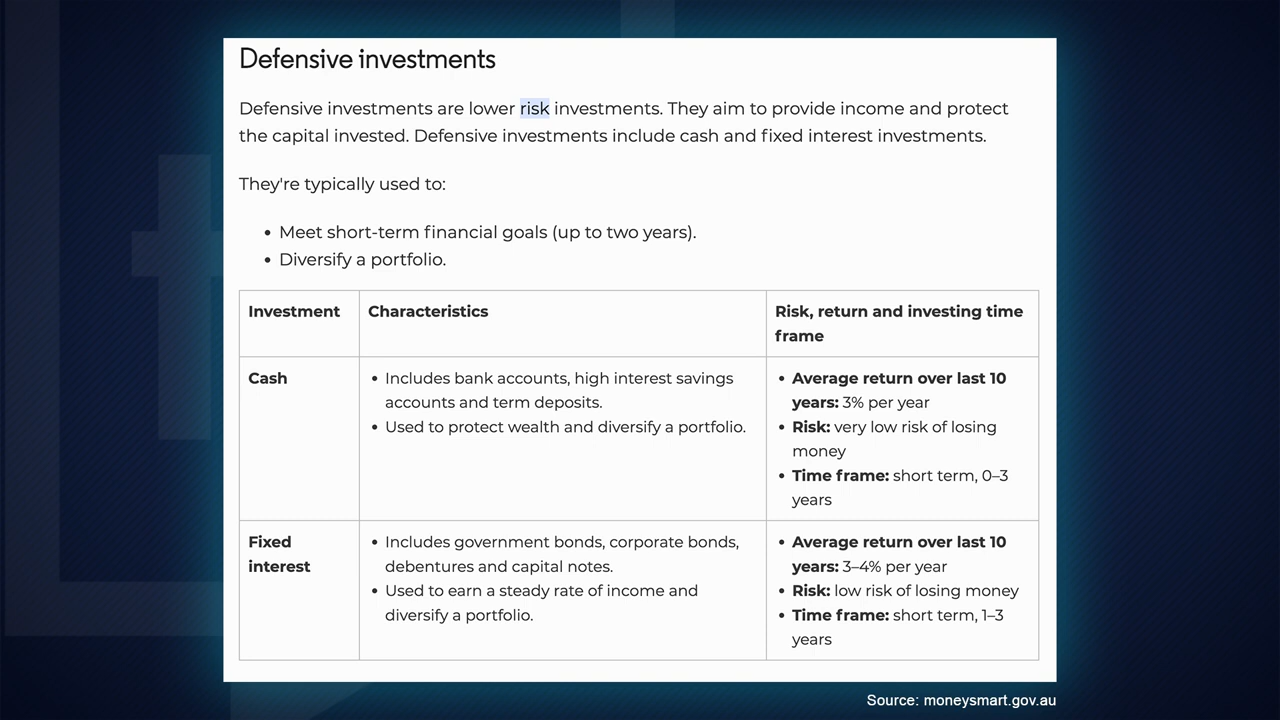 Defensive investments
Defensive investments are lower risk investments. They aim to provide income and protect
the capital invested. Defensive investments include cash and fixed interest investments.
They're typically used to:
• Meet short-term financial goals (up to two years).
• Diversify a portfolio.
Investment
Characteristics
Risk, return and investing time
frame
Cash
• Includes bank accounts, high interest savings
accounts and term deposits.
• Used to protect wealth and diversify a portfolio.
• Average return over last 10
years: 3% per year
• Risk: very low risk of losing
money
• Time frame: short term, 0–3
years
Fixed
interest
• Includes government bonds, corporate bonds,
debentures and capital notes.
• Used to earn a steady rate of income and
diversify a portfolio.
• Average return over last 10
years: 3–4% per year
• Risk: low risk of losing money
• Time frame: short term, 1–3
years
Source: moneysmart.gov.au